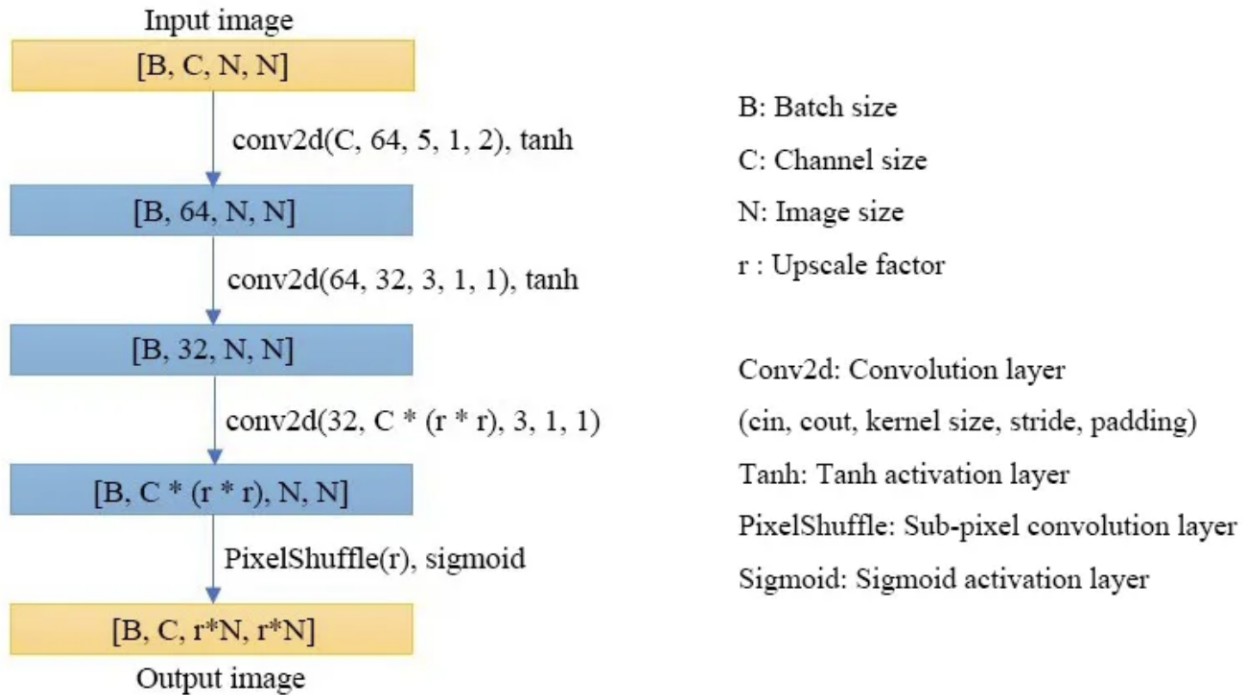 Input image
[B, C, N, N]
conv2d(C, 64, 5, 1, 2), tanh
[B, 64, N, N]
conv2d(64, 32, 3, 1, 1), tanh
[B, 32, N, N]
conv2d(32, C * (r * r), 3, 1, 1)
[B, C * (r * r), N, N]
PixelShuffle(r), sigmoid
[B, C, r*N, r*N]
Output image
B: Batch size
C: Channel size
N: Image size
r : Upscale factor
Conv2d: Convolution layer
(cin, cout, kernel size, stride, padding)
Tanh: Tanh activation layer
PixelShuffle: Sub-pixel convolution layer
Sigmoid: Sigmoid activation layer